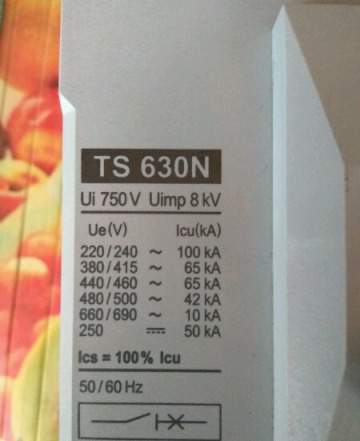 TS 630N
Ui 750V Uimp 8 kV
Ue (V) Icu(kA)
220/240 ~ 100 kA
380/415 ~ 65 kA
440/460 ~ 65 kA
480/500 ~ 42 kA
660/690 ~ 10 kA
250 ⎓ 50 kA
Ics = 100% Icu
50/60 Hz